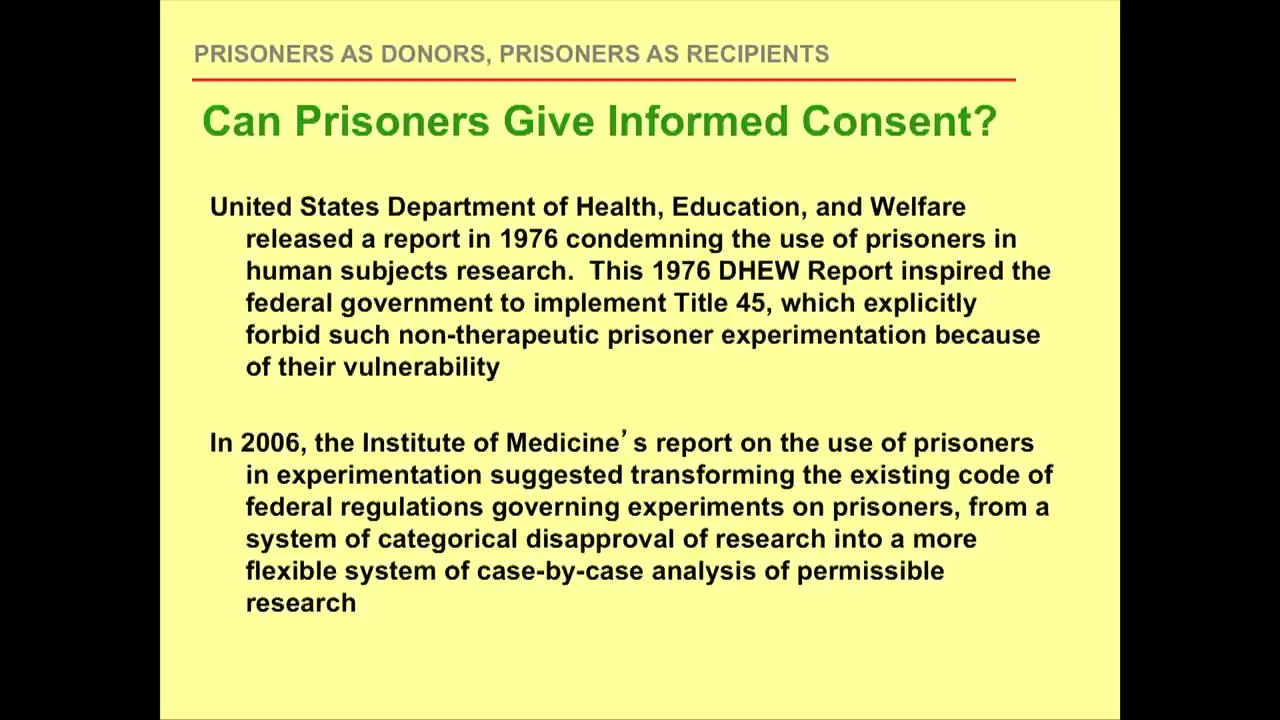 PRISONERS AS DONORS, PRISONERS AS RECIPIENTS
Can Prisoners Give Informed Consent?
United States Department of Health, Education, and Welfare
released a report in 1976 condemning the use of prisoners in
human subjects research.  This 1976 DHEW Report inspired the
federal government to implement Title 45, which explicitly
forbid such non-therapeutic prisoner experimentation because
of their vulnerability
In 2006, the Institute of Medicine’s report on the use of prisoners
in experimentation suggested transforming the existing code of
federal regulations governing experiments on prisoners, from a
system of categorical disapproval of research into a more
flexible system of case-by-case analysis of permissible
research